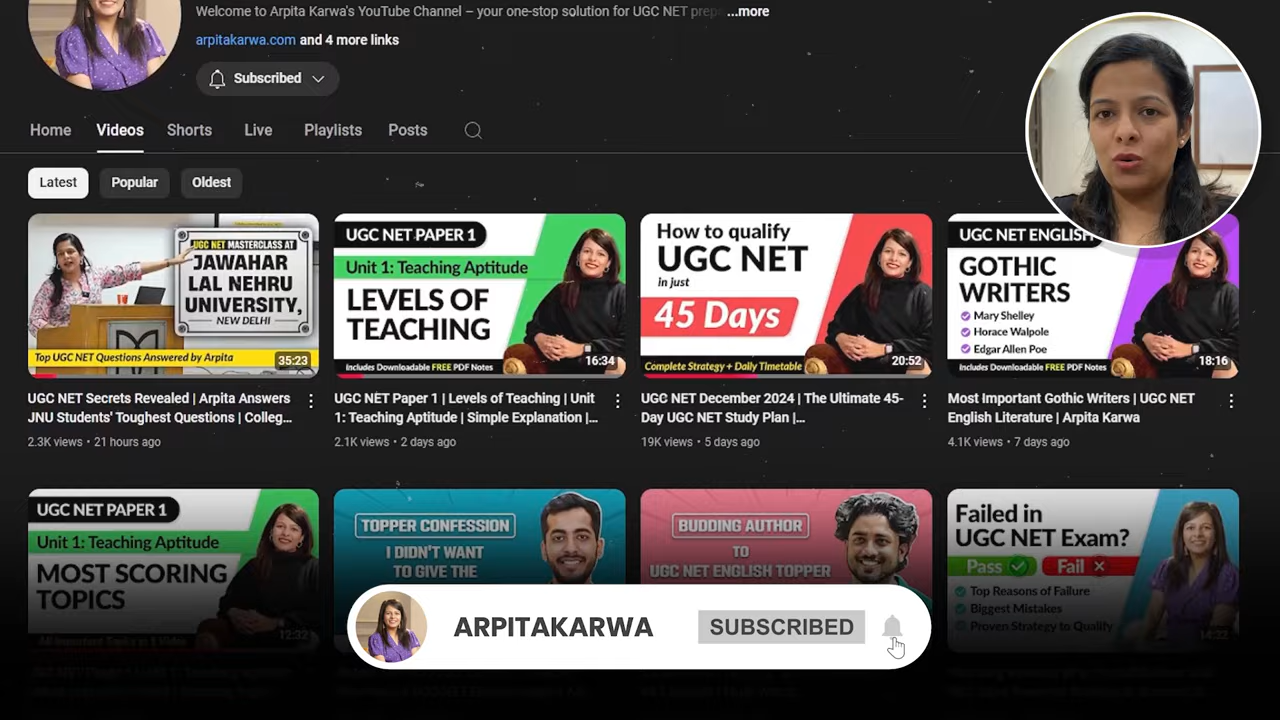 Welcome to Arpita Karwa's YouTube Channel – your one-stop solution for UGC NET prep ...more
arpitakarwa.com and 4 more links
Subscribed
Home Videos Shorts Live Playlists Posts
Latest Popular Oldest
UGC NET MASTERCLASS AT
JAWAHAR
LAL NEHRU
UNIVERSITY,
NEW DELHI
Top UGC NET Questions Answered by Arpita
35:23
UGC NET Secrets Revealed | Arpita Answers
JNU Students' Toughest Questions | Colleg...
2.3K views • 21 hours ago
UGC NET PAPER 1
Unit 1: Teaching Aptitude
LEVELS OF
TEACHING
Includes Downloadable FREE PDF Notes
16:34
UGC NET Paper 1 | Levels of Teaching | Unit
1: Teaching Aptitude | Simple Explanation |...
2.1K views • 2 days ago
How to qualify
UGC NET
in just
45 Days
Complete Strategy + Daily Timetable
20:52
UGC NET December 2024 | The Ultimate 45-
Day UGC NET Study Plan |...
19K views • 5 days ago
UGC NET ENGLISH
GOTHIC
WRITERS
Mary Shelley
Horace Walpole
Edgar Allen Poe
Includes Downloadable FREE PDF Notes
18:16
Most Important Gothic Writers | UGC NET
English Literature | Arpita Karwa
4.1K views • 7 days ago
UGC NET PAPER 1
Unit 1: Teaching Aptitude
MOST SCORING
TOPICS
All Important Topics in 1 Video
12:32
TOPPER CONFESSION
I DIDN'T WANT
TO GIVE THE
BUDDING AUTHOR
TO
UGC NET ENGLISH TOPPER
Failed in
UGC NET Exam?
Pass Fail
Top Reasons of Failure
Biggest Mistakes
Proven Strategy to Qualify
14:32
ARPITAKARWA SUBSCRIBED